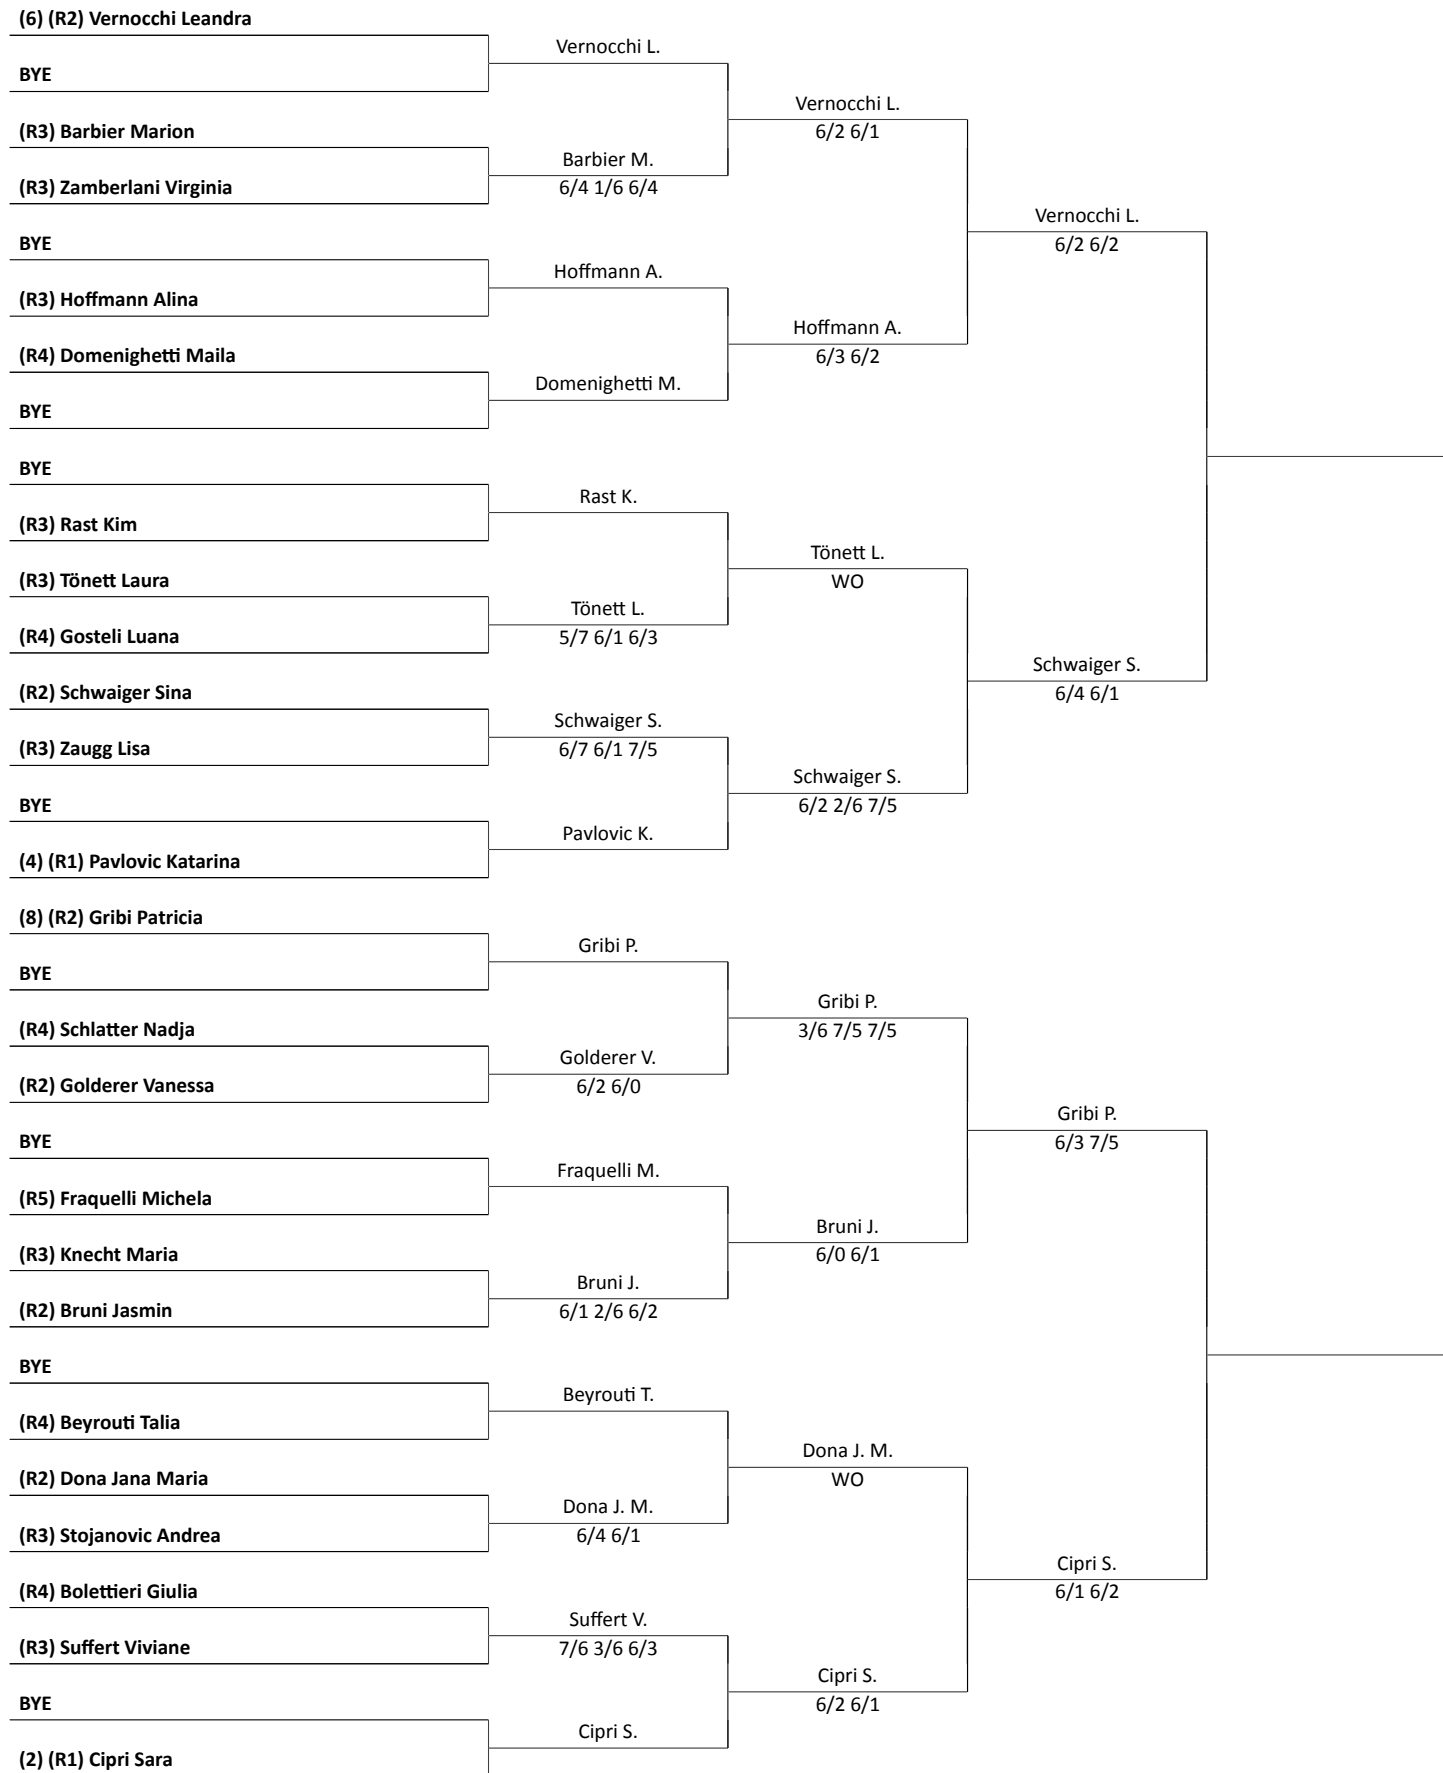 (6) (R2) Vernocchi Leandra
Vernocchi L.
BYE
Vernocchi L.
6/2 6/1
(R3) Barbier Marion
Barbier M.
6/4 1/6 6/4
(R3) Zamberlani Virginia
Vernocchi L.
6/2 6/2
BYE
Hoffmann A.
(R3) Hoffmann Alina
Hoffmann A.
6/3 6/2
(R4) Domenighetti Maila
Domenighetti M.
BYE
BYE
Rast K.
(R3) Rast Kim
Tönett L.
WO
(R3) Tönett Laura
Tönett L.
5/7 6/1 6/3
(R4) Gosteli Luana
Schwaiger S.
6/4 6/1
(R2) Schwaiger Sina
Schwaiger S.
6/7 6/1 7/5
(R3) Zaugg Lisa
Schwaiger S.
6/2 2/6 7/5
BYE
Pavlovic K.
(4) (R1) Pavlovic Katarina
(8) (R2) Gribi Patricia
Gribi P.
BYE
Gribi P.
3/6 7/5 7/5
(R4) Schlatter Nadja
Golderer V.
6/2 6/0
(R2) Golderer Vanessa
Gribi P.
6/3 7/5
BYE
Fraquelli M.
(R5) Fraquelli Michela
Bruni J.
6/0 6/1
(R3) Knecht Maria
Bruni J.
6/1 2/6 6/2
(R2) Bruni Jasmin
BYE
Beyrouti T.
(R4) Beyrouti Talia
Dona J. M.
WO
(R2) Dona Jana Maria
Dona J. M.
6/4 6/1
(R3) Stojanovic Andrea
Cipri S.
6/1 6/2
(R4) Bolettieri Giulia
Suffert V.
7/6 3/6 6/3
(R3) Suffert Viviane
Cipri S.
6/2 6/1
BYE
Cipri S.
(2) (R1) Cipri Sara